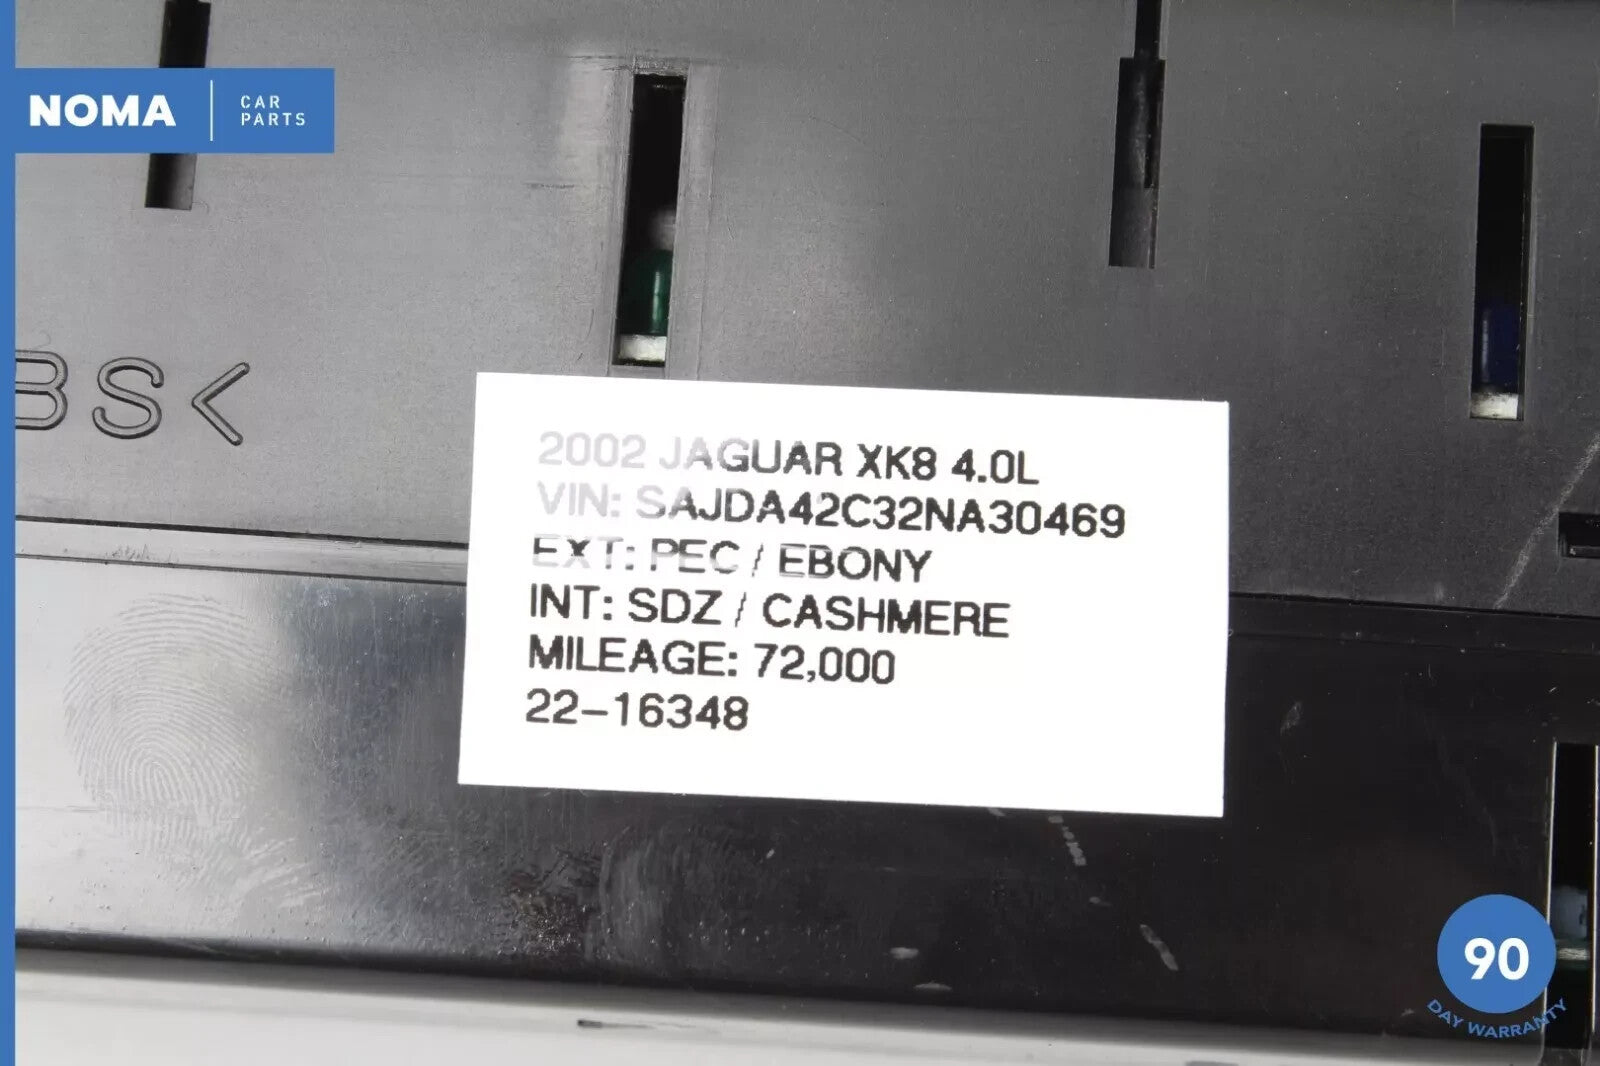 NOMA
CAR
PARTS
BS<
2002 JAGUAR XK8 4.0L
VIN: SAJDA42C32NA30469
EXT: PEC / EBONY
INT: SDZ / CASHMERE
MILEAGE: 72,000
22-16348
90
DAY WARRANTY